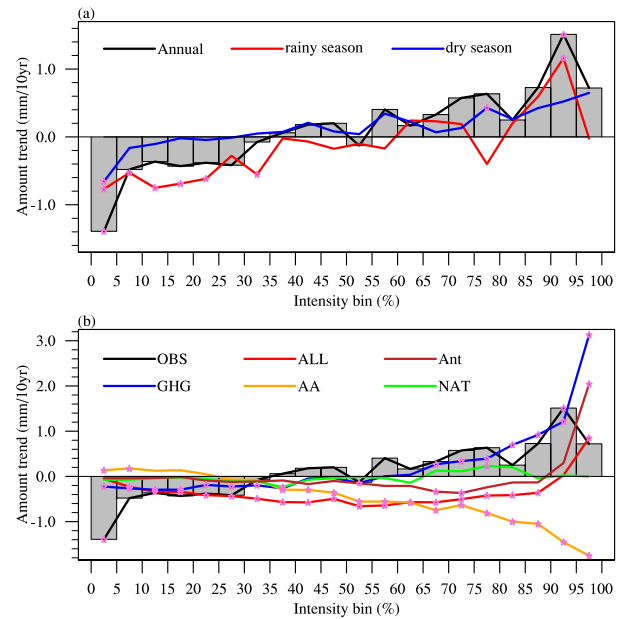 (a)
Annual rainy season dry season
1.0
0.0
-1.0
Amount trend (mm/10yr)
0 5 10 15 20 25 30 35 40 45 50 55 60 65 70 75 80 85 90 95 100
Intensity bin (%)
(b)
OBS ALL Ant
GHG AA NAT
3.0
2.0
1.0
0.0
-1.0
Amount trend (mm/10yr)
0 5 10 15 20 25 30 35 40 45 50 55 60 65 70 75 80 85 90 95 100
Intensity bin (%)